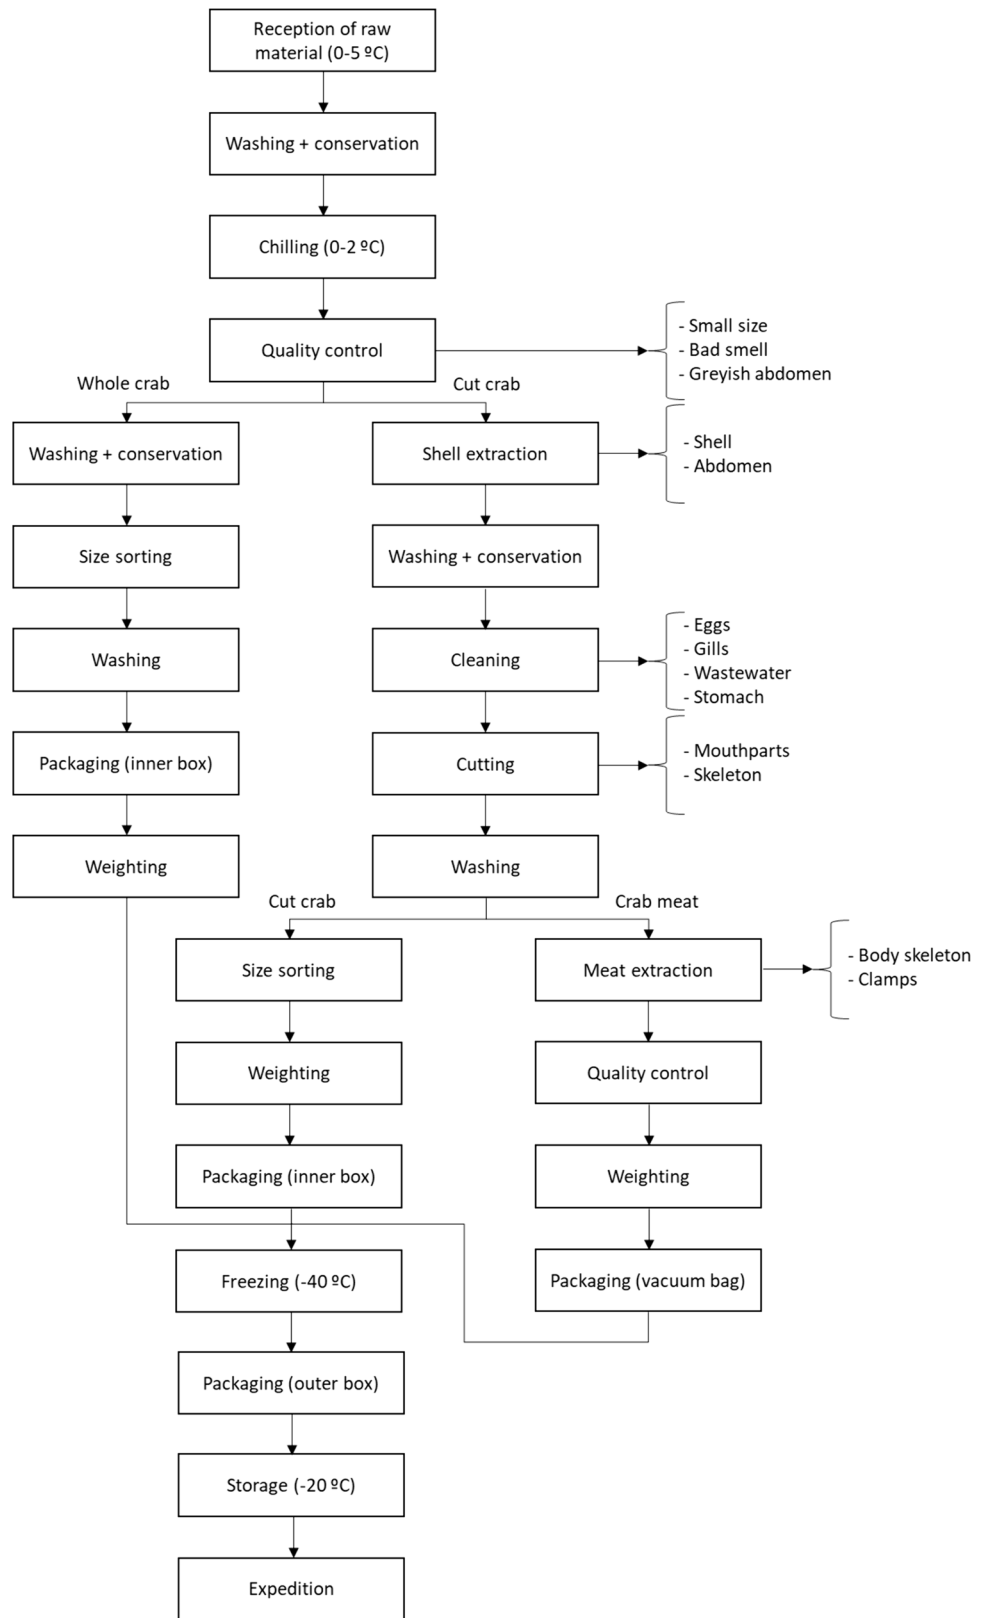 Reception of raw
material (0-5 ºC)
Washing + conservation
Chilling (0-2 ºC)
Quality control
- Small size
- Bad smell
- Greyish abdomen
Whole crab
Cut crab
Washing + conservation
Shell extraction
- Shell
- Abdomen
Size sorting
Washing + conservation
Washing
Cleaning
- Eggs
- Gills
- Wastewater
- Stomach
Packaging (inner box)
Cutting
- Mouthparts
- Skeleton
Weighting
Washing
Cut crab
Crab meat
Size sorting
Meat extraction
- Body skeleton
- Clamps
Weighting
Quality control
Packaging (inner box)
Weighting
Freezing (-40 ºC)
Packaging (vacuum bag)
Packaging (outer box)
Storage (-20 ºC)
Expedition